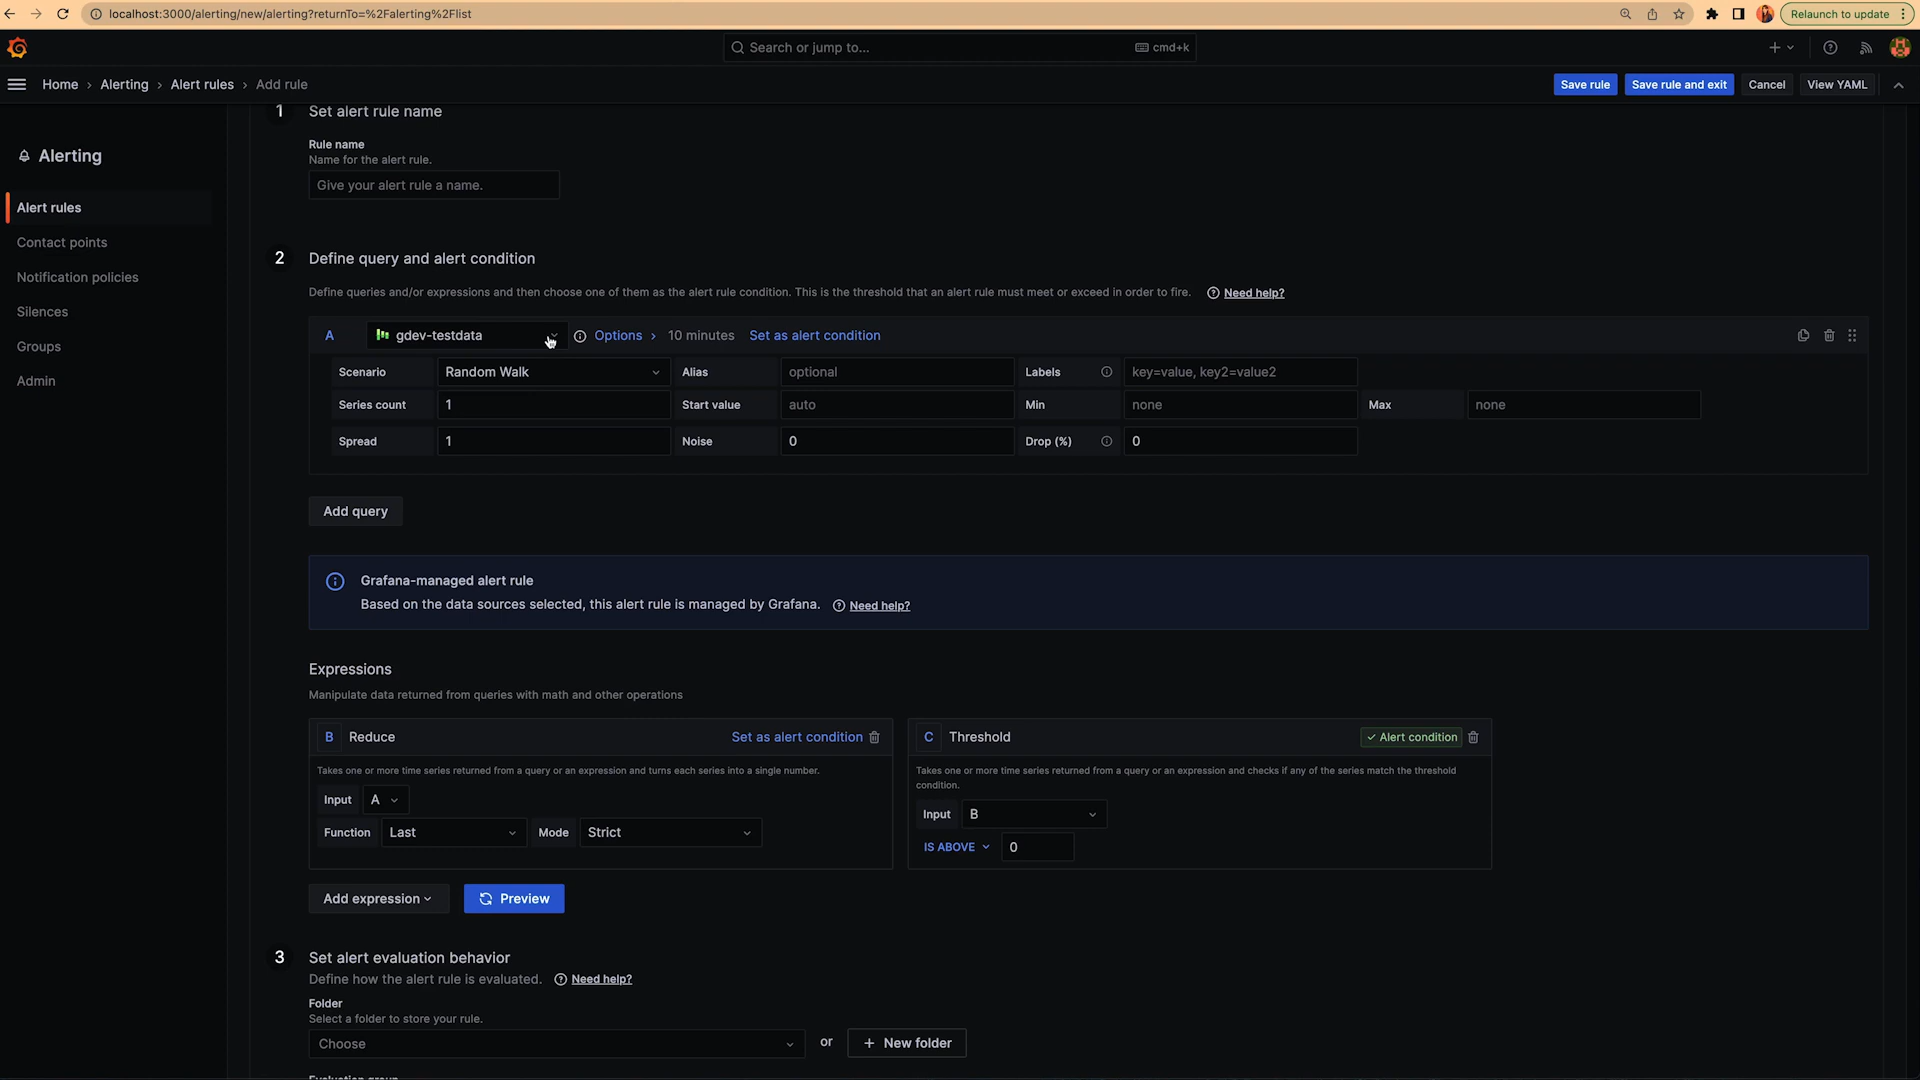 localhost:3000/alerting/new/alerting?returnTo=%2Falerting%2Flist
Relaunch to update
Search or jump to...
cmd+k
Home › Alerting › Alert rules › Add rule
Save rule
Save rule and exit
Cancel
View YAML
Alerting
Alert rules
Contact points
Notification policies
Silences
Groups
Admin
1 Set alert rule name
Rule name
Name for the alert rule.
Give your alert rule a name.
2 Define query and alert condition
Define queries and/or expressions and then choose one of them as the alert rule condition. This is the threshold that an alert rule must meet or exceed in order to fire. Need help?
A gdev-testdata Options › 10 minutes Set as alert condition
Scenario Random Walk Alias optional Labels key=value, key2=value2
Series count 1 Start value auto Min none Max none
Spread 1 Noise 0 Drop (%) 0
Add query
Grafana-managed alert rule
Based on the data sources selected, this alert rule is managed by Grafana. Need help?
Expressions
Manipulate data returned from queries with math and other operations
B Reduce Set as alert condition
Takes one or more time series returned from a query or an expression and turns each series into a single number.
Input A
Function Last Mode Strict
C Threshold Alert condition
Takes one or more time series returned from a query or an expression and checks if any of the series match the threshold
condition.
Input B
IS ABOVE 0
Add expression
Preview
3 Set alert evaluation behavior
Define how the alert rule is evaluated. Need help?
Folder
Select a folder to store your rule.
Choose or + New folder
Evaluation group